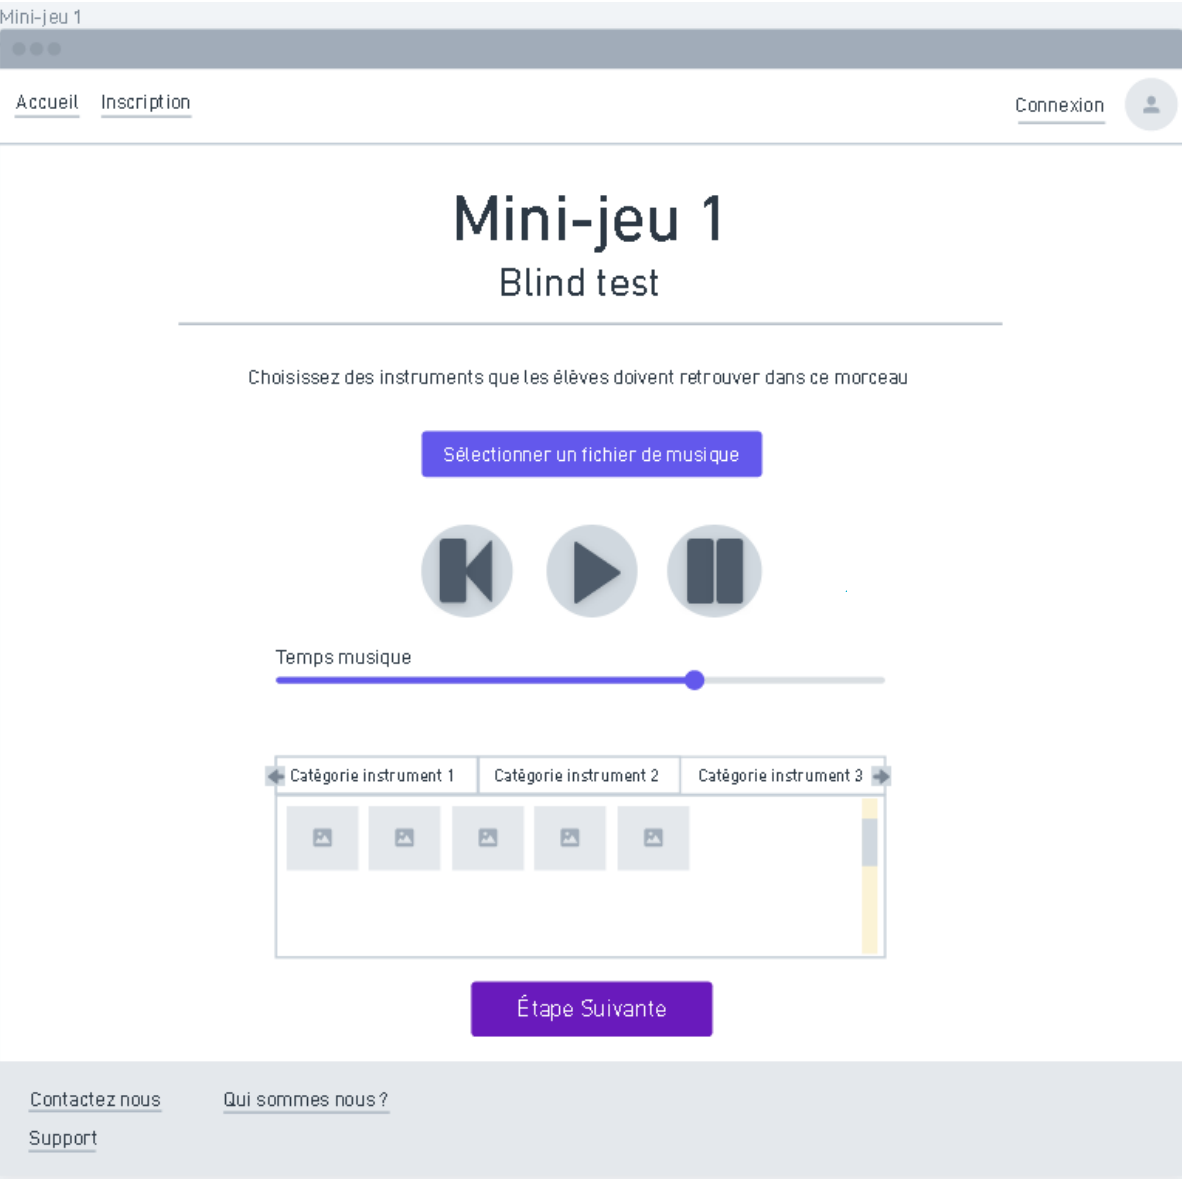 Mini-jeu 1
Accueil Inscription Connexion
Mini-jeu 1
Blind test
Choisissez des instruments que les élèves doivent retrouver dans ce morceau
Sélectionner un fichier de musique
Temps musique
Catégorie instrument 1 Catégorie instrument 2 Catégorie instrument 3
Étape Suivante
Contactez nous Qui sommes nous ?
Support